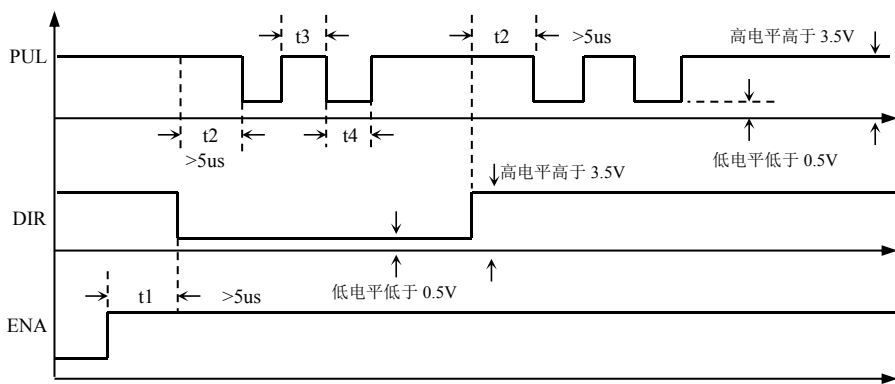 t3
t2
>5us
高电平高于 3.5V
PUL
t2
t4
>5us
低电平低于 0.5V
高电平高于 3.5V
DIR
低电平低于 0.5V
t1
>5us
ENA